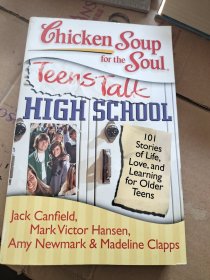 Chicken Soup
for the Soul
Teens Talk
HIGH SCHOOL
101
Stories
of Life,
Love, and
Learning
for Older
Teens
Jack Canfield,
Mark Victor Hansen,
Amy Newmark & Madeline Clapps